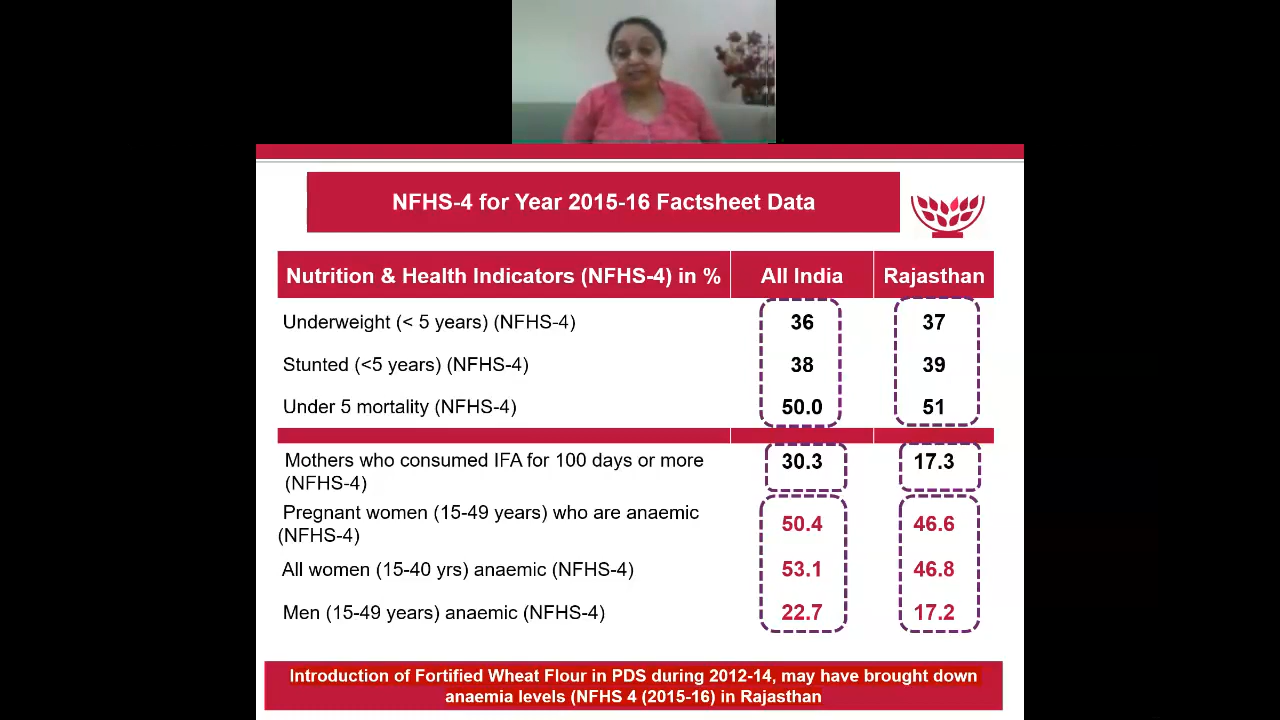 NFHS-4 for Year 2015-16 Factsheet Data
Nutrition & Health Indicators (NFHS-4) in % All India Rajasthan
Underweight (< 5 years) (NFHS-4) 36 37
Stunted (<5 years) (NFHS-4) 38 39
Under 5 mortality (NFHS-4) 50.0 51
Mothers who consumed IFA for 100 days or more 30.3 17.3
(NFHS-4)
Pregnant women (15-49 years) who are anaemic 50.4 46.6
(NFHS-4)
All women (15-40 yrs) anaemic (NFHS-4) 53.1 46.8
Men (15-49 years) anaemic (NFHS-4) 22.7 17.2
Introduction of Fortified Wheat Flour in PDS during 2012-14, may have brought down
anaemia levels (NFHS 4 (2015-16) in Rajasthan